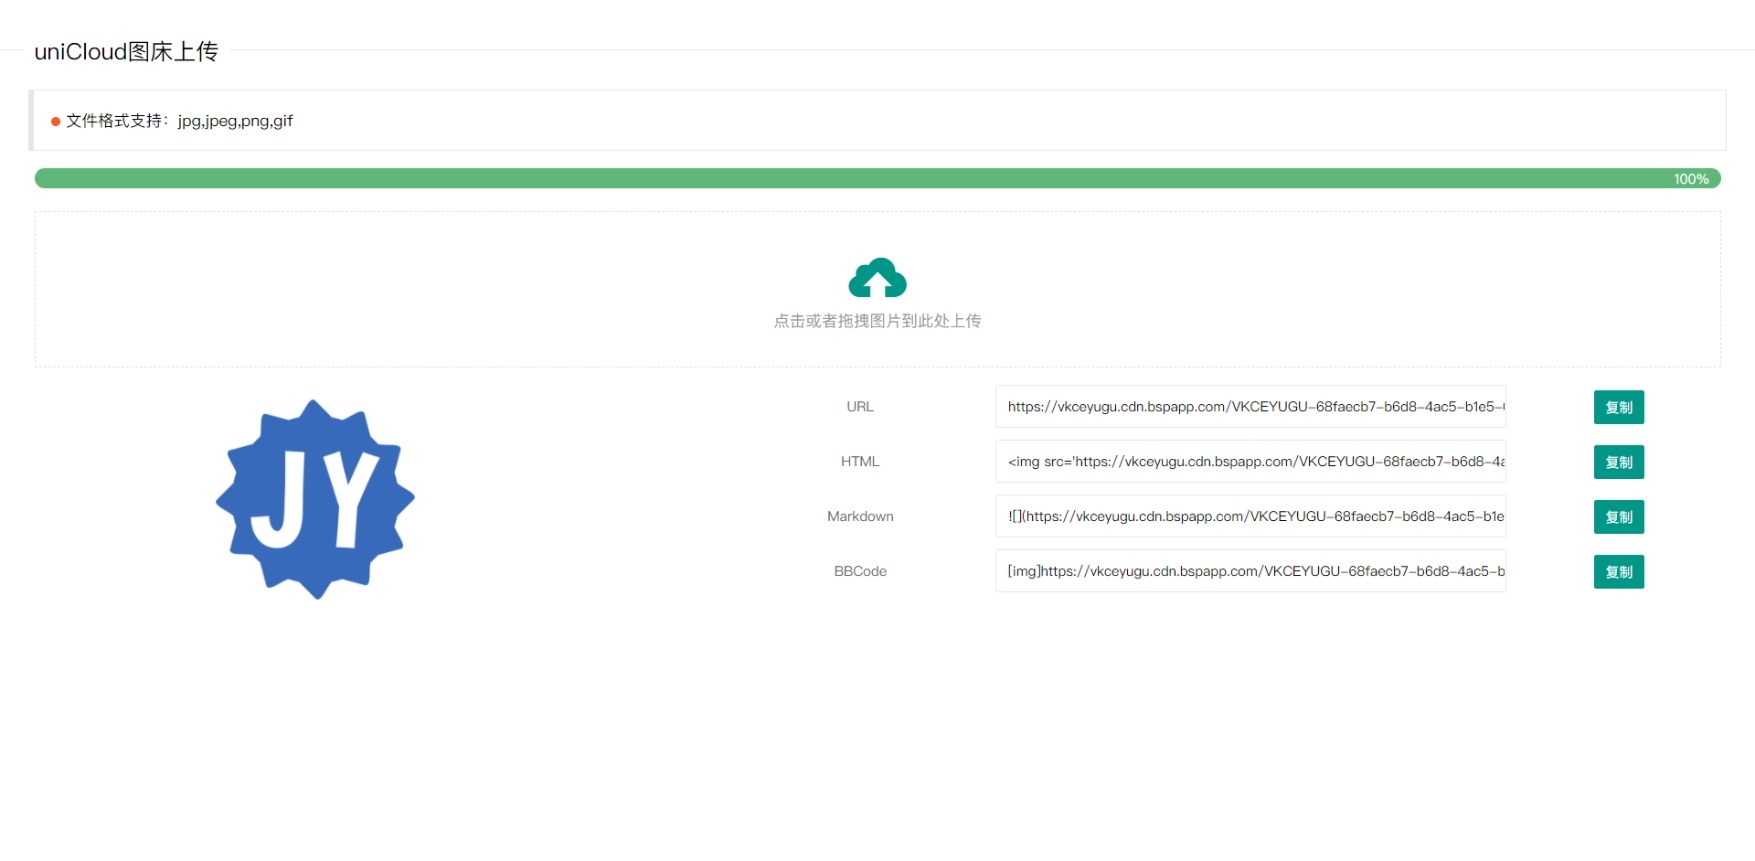 uniCloud图床上传
文件格式支持：jpg,jpeg,png,gif
100%
点击或者拖拽图片到此处上传
JY
URL
https://vkceyugu.cdn.bspapp.com/VKCEYUGU-68faecb7-b6d8-4ac5-b1e5-
复制
HTML
<img src='https://vkceyugu.cdn.bspapp.com/VKCEYUGU-68faecb7-b6d8-4a
复制
Markdown
![](https://vkceyugu.cdn.bspapp.com/VKCEYUGU-68faecb7-b6d8-4ac5-b1e
复制
BBCode
[img]https://vkceyugu.cdn.bspapp.com/VKCEYUGU-68faecb7-b6d8-4ac5-b
复制